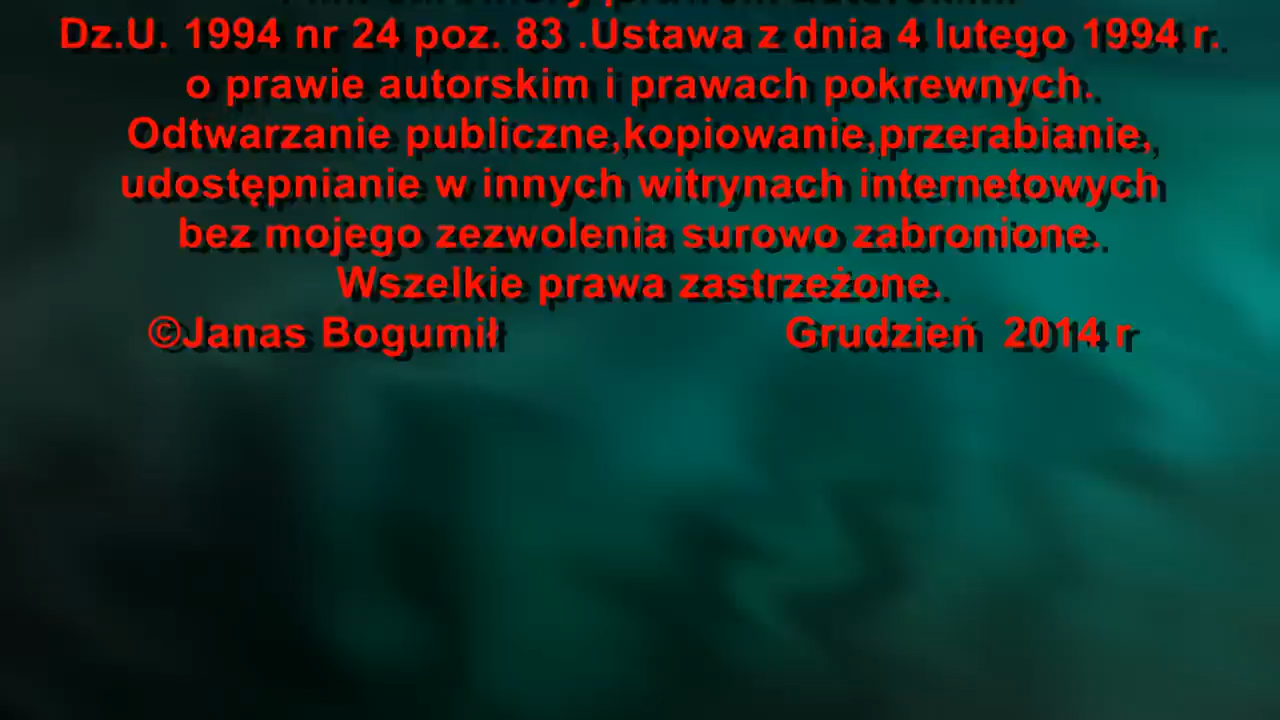 Dz.U. 1994 nr 24 poz. 83 .Ustawa z dnia 4 lutego 1994 r.
o prawie autorskim i prawach pokrewnych.
Odtwarzanie publiczne,kopiowanie,przerabianie,
udostępnianie w innych witrynach internetowych
bez mojego zezwolenia surowo zabronione.
Wszelkie prawa zastrzeżone.
©Janas Bogumił Grudzień 2014 r